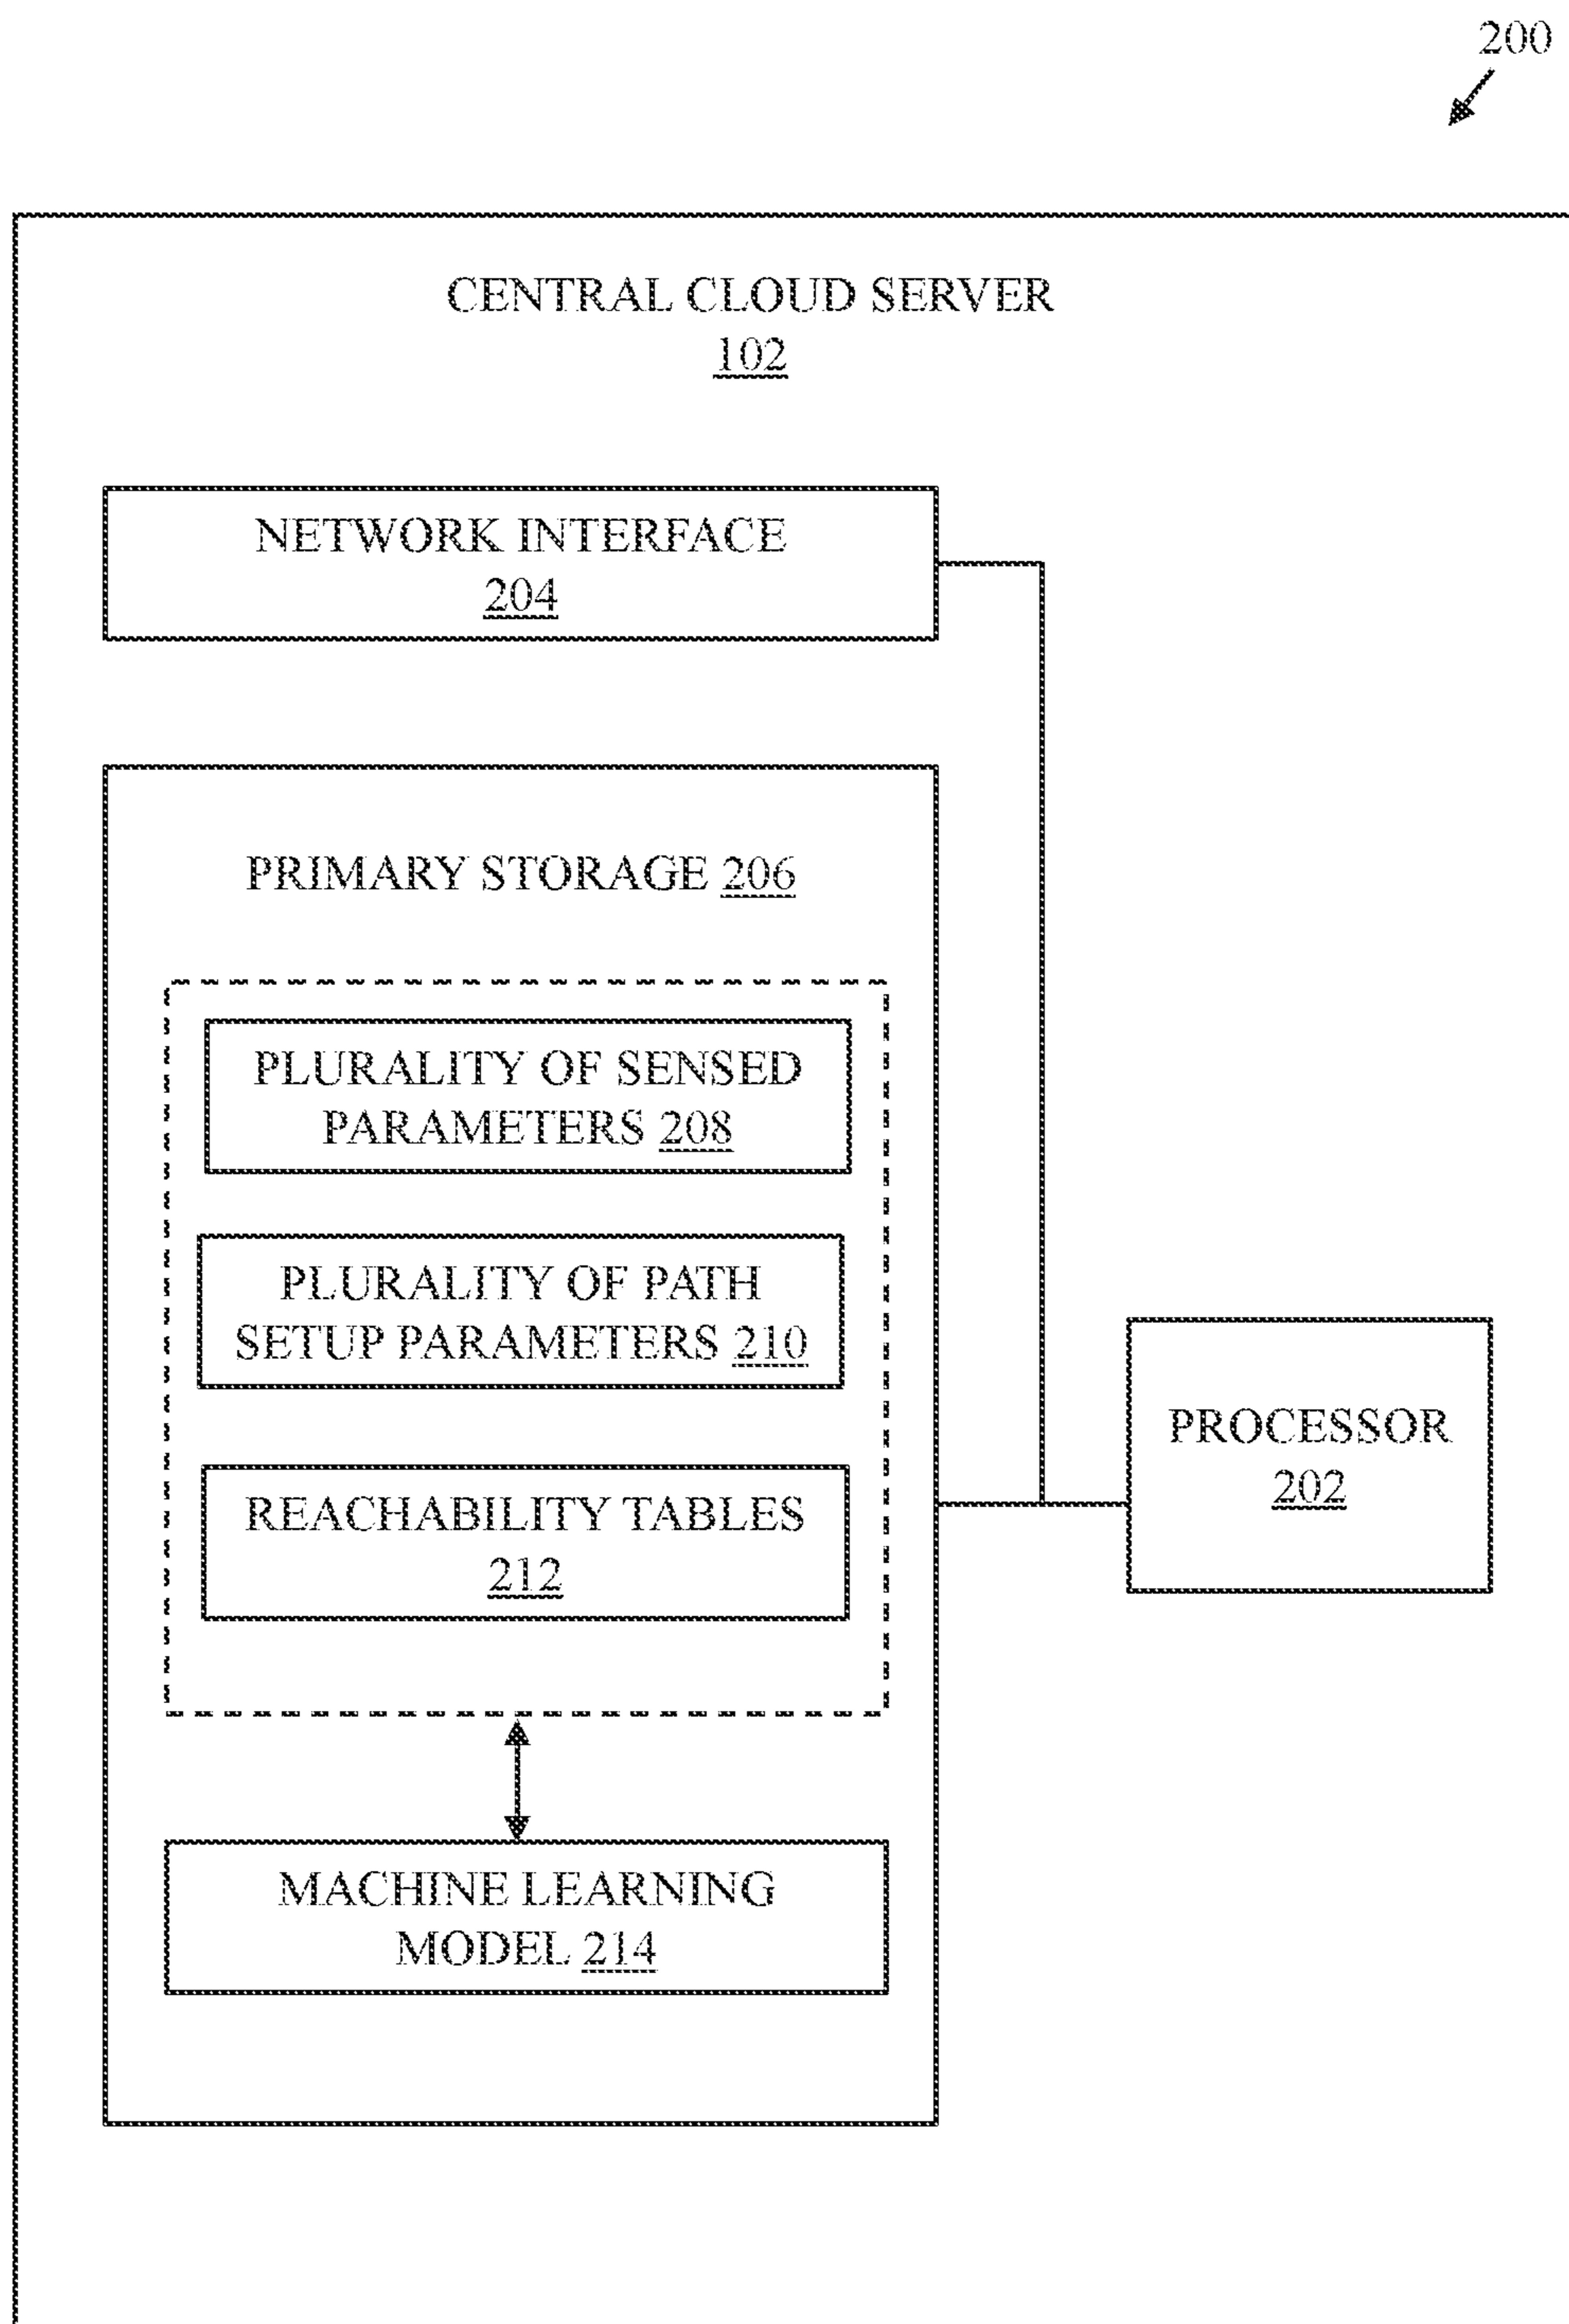 200
CENTRAL CLOUD SERVER
102
NETWORK INTERFACE
204
PRIMARY STORAGE 206
PLURALITY OF SENSED
PARAMETERS 208
PLURALITY OF PATH
SETUP PARAMETERS 210
REACHABILITY TABLES
212
PROCESSOR
202
MACHINE LEARNING
MODEL 214